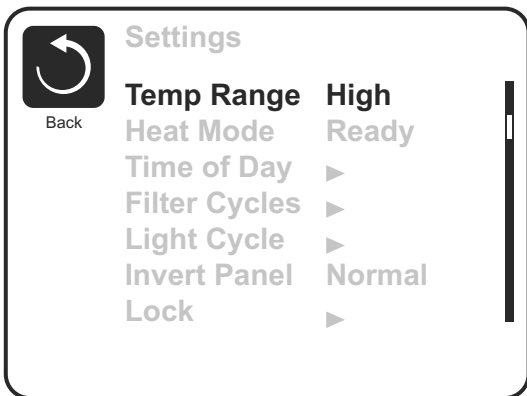 Settings
Back
Temp Range High
Heat Mode Ready
Time of Day
Filter Cycles
Light Cycle
Invert Panel Normal
Lock